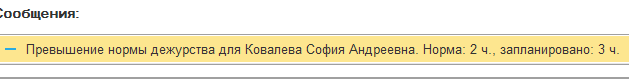 Сообщения:
Превышение нормы дежурства для Ковалева София Андреевна. Норма: 2 ч., запланировано: 3 ч.